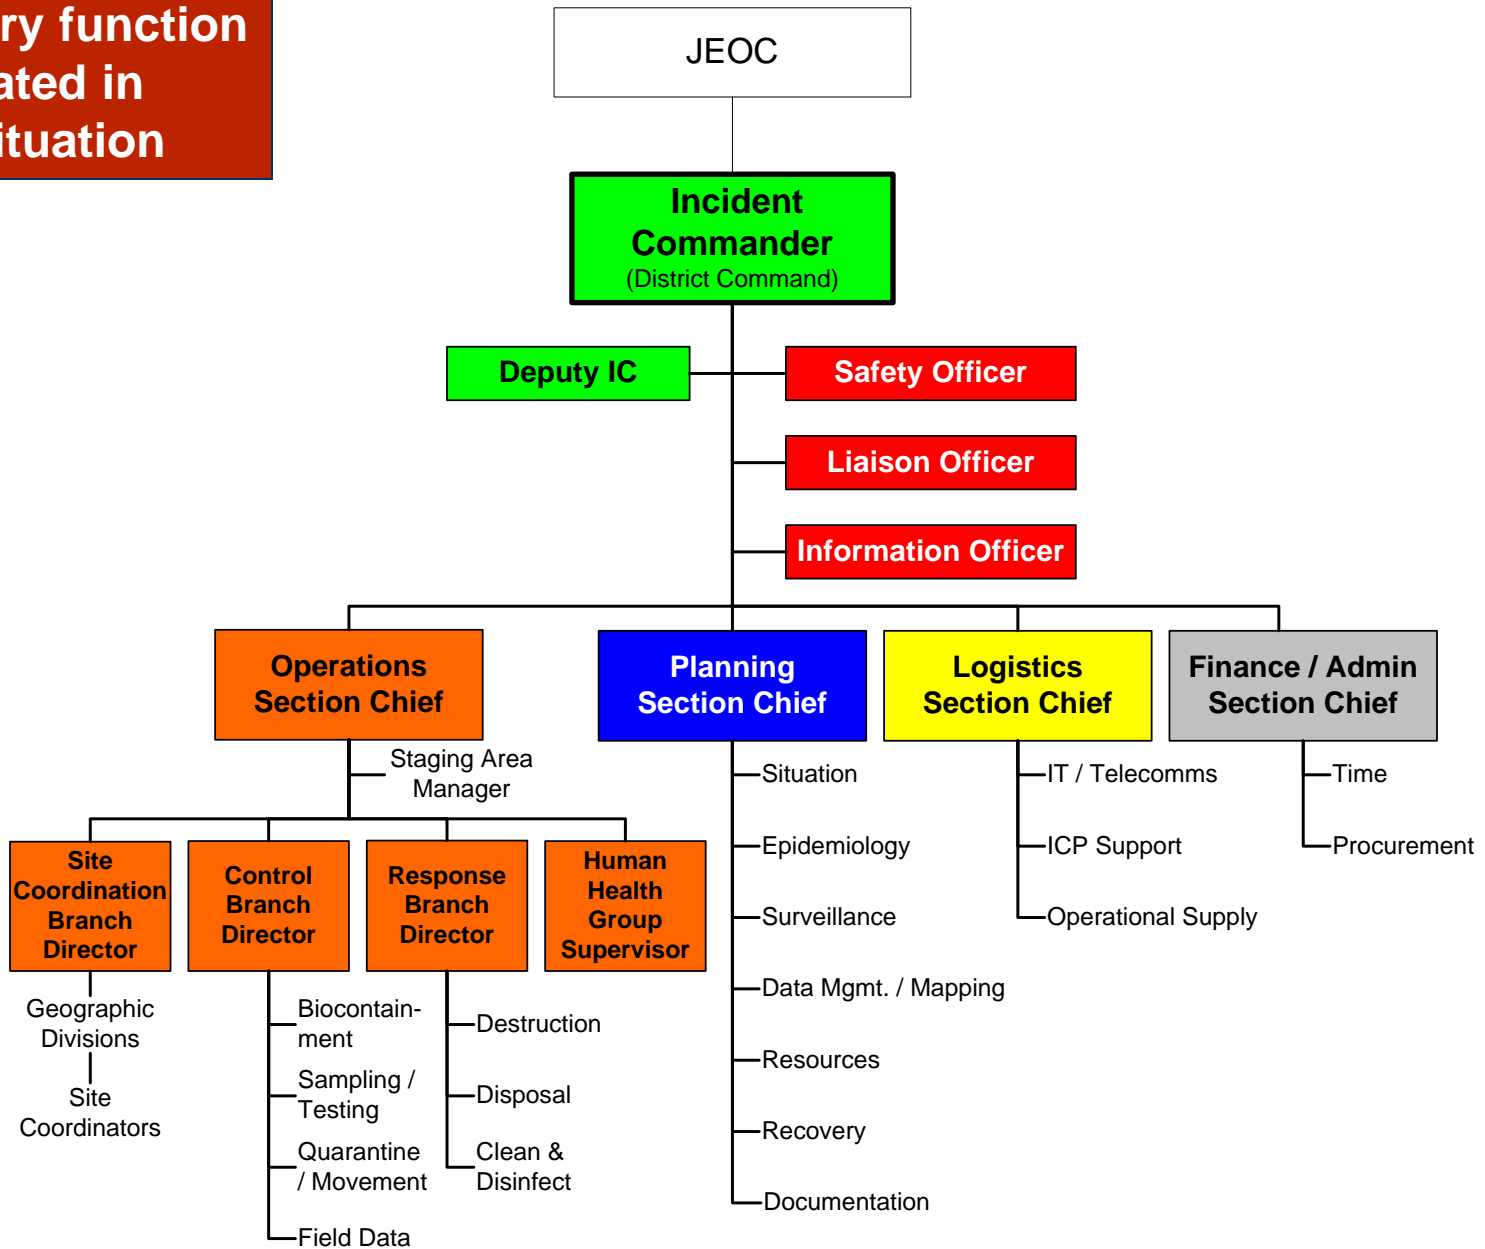 ry function
ated in
ituation
JEOC
Incident
Commander
(District Command)
Deputy IC
Safety Officer
Liaison Officer
Information Officer
Operations
Section Chief
Planning
Section Chief
Logistics
Section Chief
Finance / Admin
Section Chief
Staging Area
Manager
Site
Coordination
Branch
Director
Control
Branch
Director
Response
Branch
Director
Human
Health
Group
Supervisor
Geographic
Divisions
Site
Coordinators
Biocontain-
ment
Sampling /
Testing
Quarantine
/ Movement
Field Data
Destruction
Disposal
Clean &
Disinfect
Situation
Epidemiology
Surveillance
Data Mgmt. / Mapping
Resources
Recovery
Documentation
IT / Telecomms
ICP Support
Operational Supply
Time
Procurement